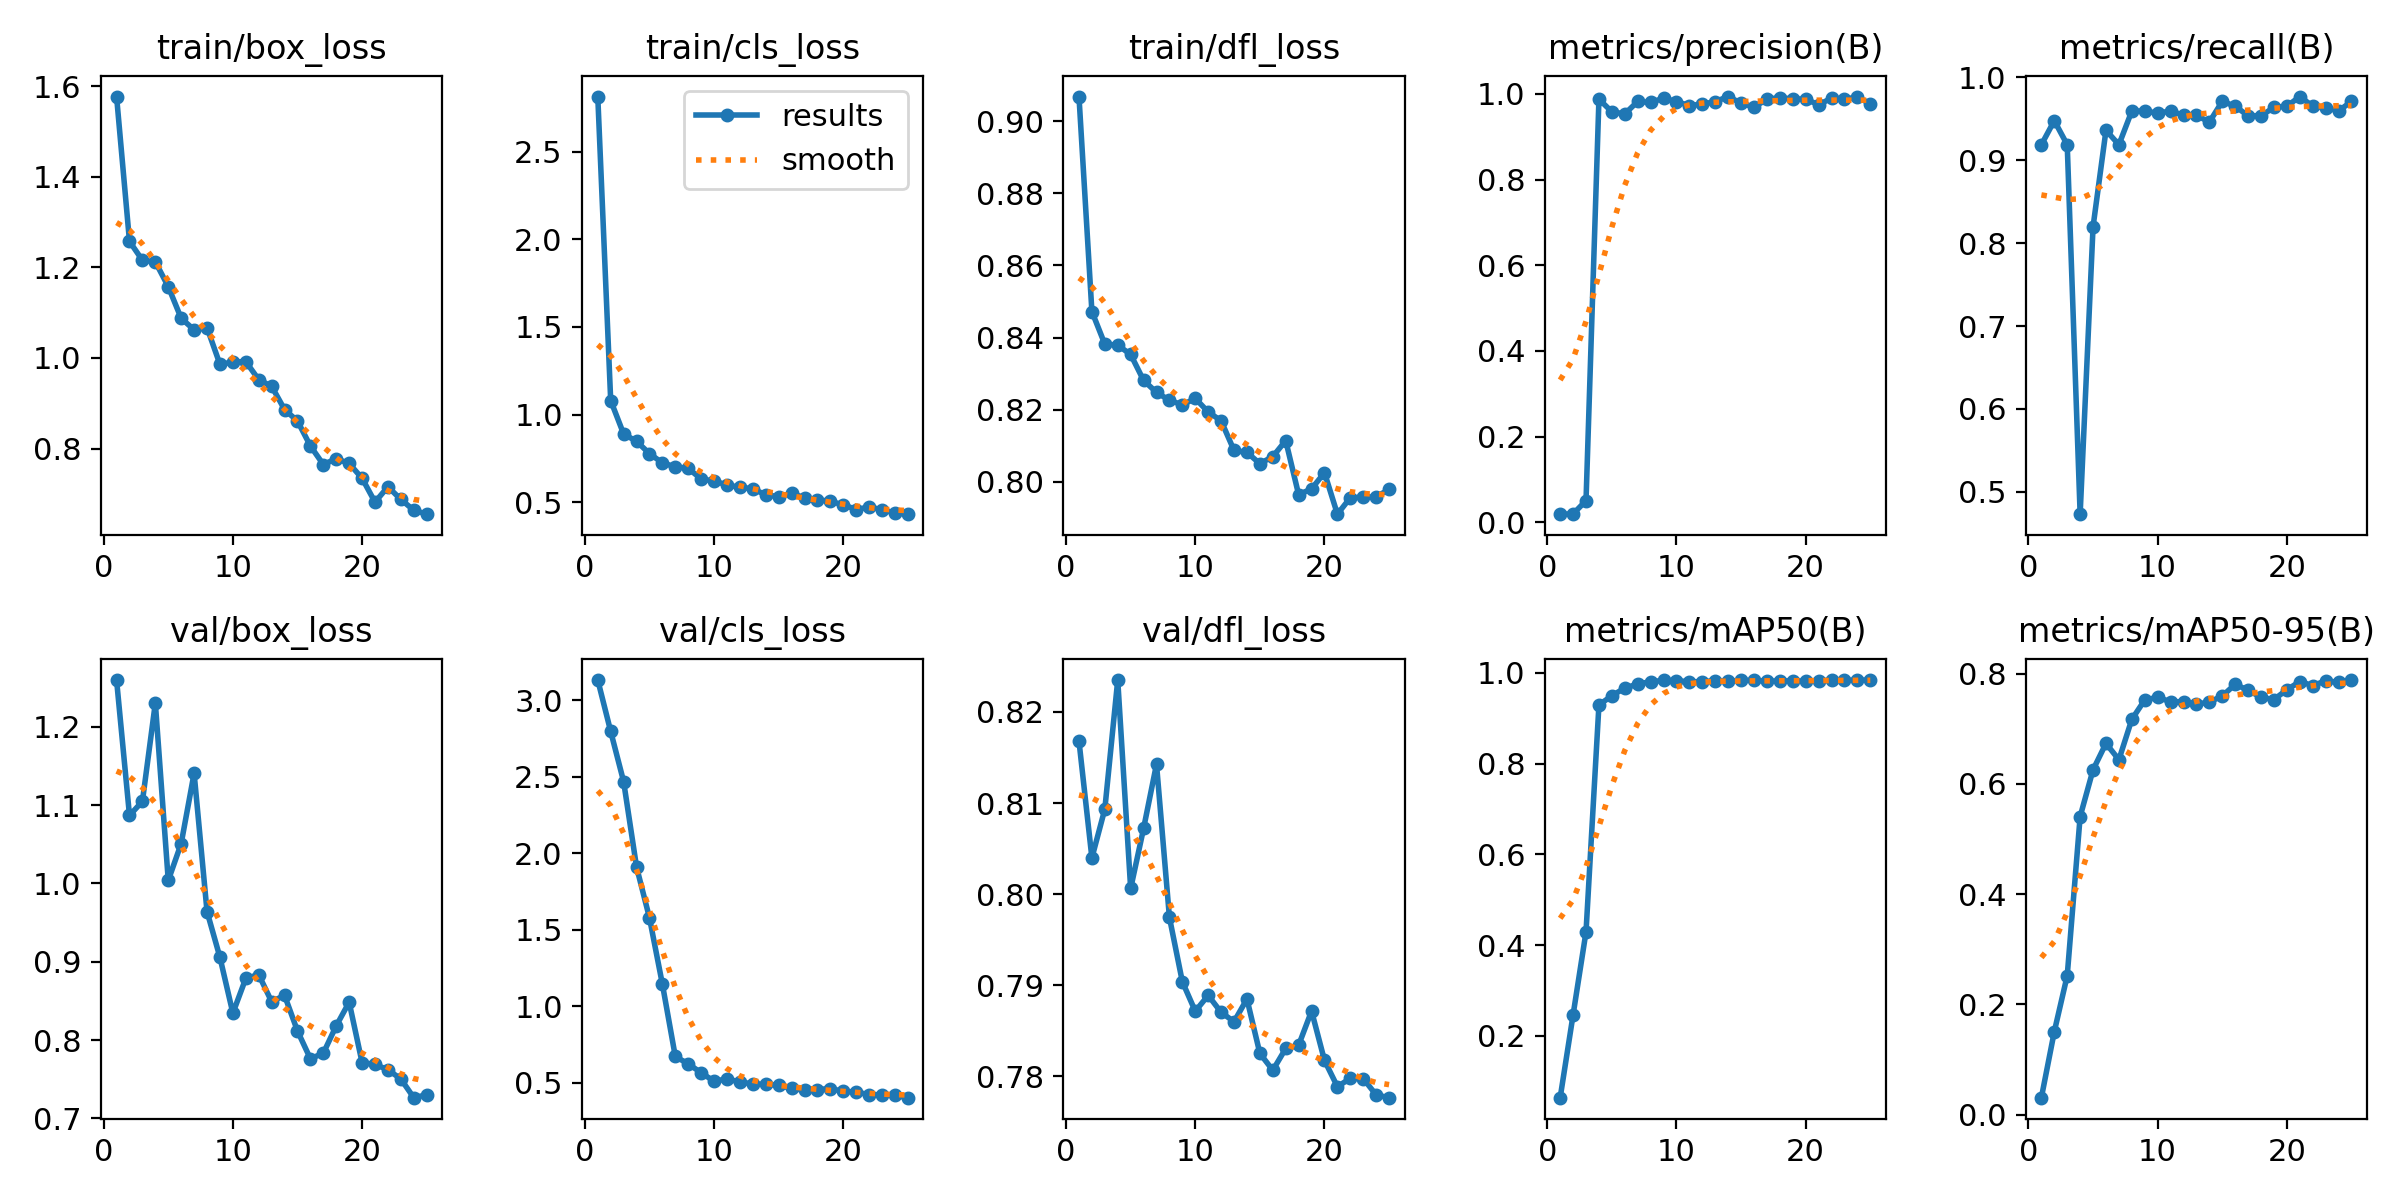 train/box_loss
train/cls_loss
train/dfl_loss
metrics/precision(B)
metrics/recall(B)
1.6
1.4
1.2
1.0
0.8
0 10 20
results
smooth
2.5
2.0
1.5
1.0
0.5
0 10 20
0.90
0.88
0.86
0.84
0.82
0.80
0 10 20
1.0
0.8
0.6
0.4
0.2
0.0
0 10 20
1.0
0.9
0.8
0.7
0.6
0.5
0 10 20
val/box_loss
val/cls_loss
val/dfl_loss
metrics/mAP50(B)
metrics/mAP50-95(B)
1.2
1.1
1.0
0.9
0.8
0.7
0 10 20
3.0
2.5
2.0
1.5
1.0
0.5
0 10 20
0.82
0.81
0.80
0.79
0.78
0 10 20
1.0
0.8
0.6
0.4
0.2
0 10 20
0.8
0.6
0.4
0.2
0.0
0 10 20